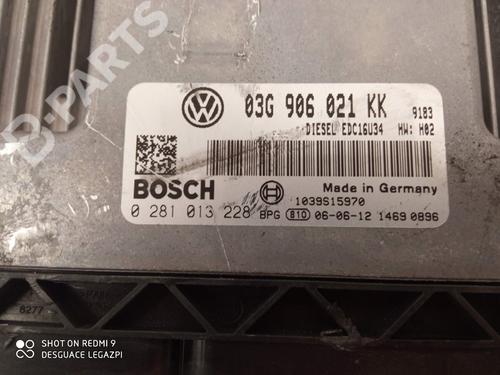 B-PARTS
03G 906 021 KK 9183
DIESEL EDC16U34 HW: H02
BOSCH
Made in Germany
1039S15970
0 281 013 228 BPG 810 06-06-12 1469 0896
8277
SHOT ON REDMI 9
DESGUACE LEGAZPI